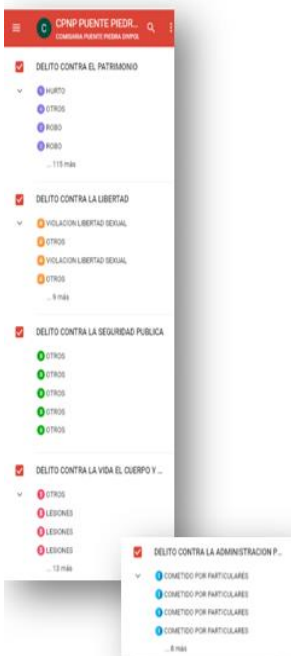 C CPNP PUENTE PIEDR...
COMISARIA PUENTE PIEDRA DIVPOL
DELITO CONTRA EL PATRIMONIO
HURTO
OTROS
ROBO
ROBO
... 115 más
DELITO CONTRA LA LIBERTAD
VIOLACION LIBERTAD SEXUAL
OTROS
VIOLACION LIBERTAD SEXUAL
OTROS
... 9 más
DELITO CONTRA LA SEGURIDAD PUBLICA
OTROS
OTROS
OTROS
OTROS
OTROS
DELITO CONTRA LA VIDA EL CUERPO Y ...
OTROS
LESIONES
LESIONES
LESIONES
... 13 más
DELITO CONTRA LA ADMINISTRACION P...
COMETIDO POR PARTICULARES
COMETIDO POR PARTICULARES
COMETIDO POR PARTICULARES
COMETIDO POR PARTICULARES
... 8 más